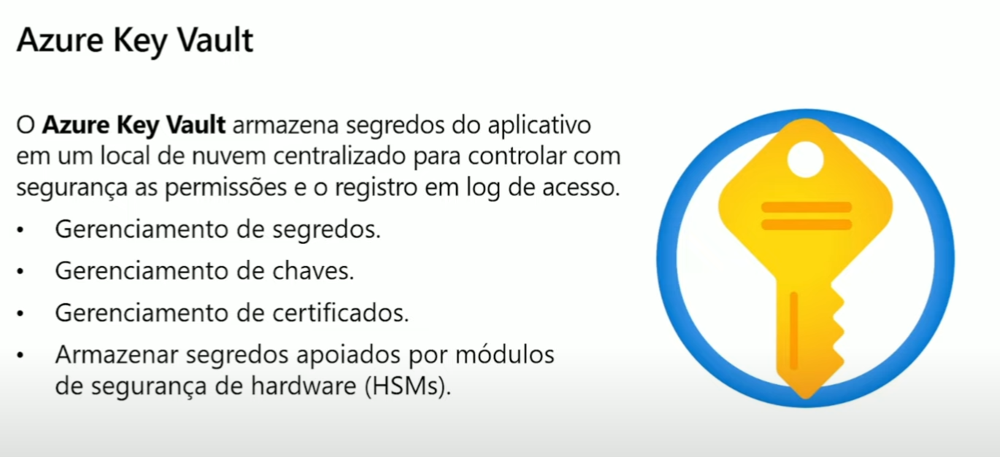 Azure Key Vault
O Azure Key Vault armazena segredos do aplicativo
em um local de nuvem centralizado para controlar com
segurança as permissões e o registro em log de acesso.
• Gerenciamento de segredos.
• Gerenciamento de chaves.
• Gerenciamento de certificados.
• Armazenar segredos apoiados por módulos
de segurança de hardware (HSMs).